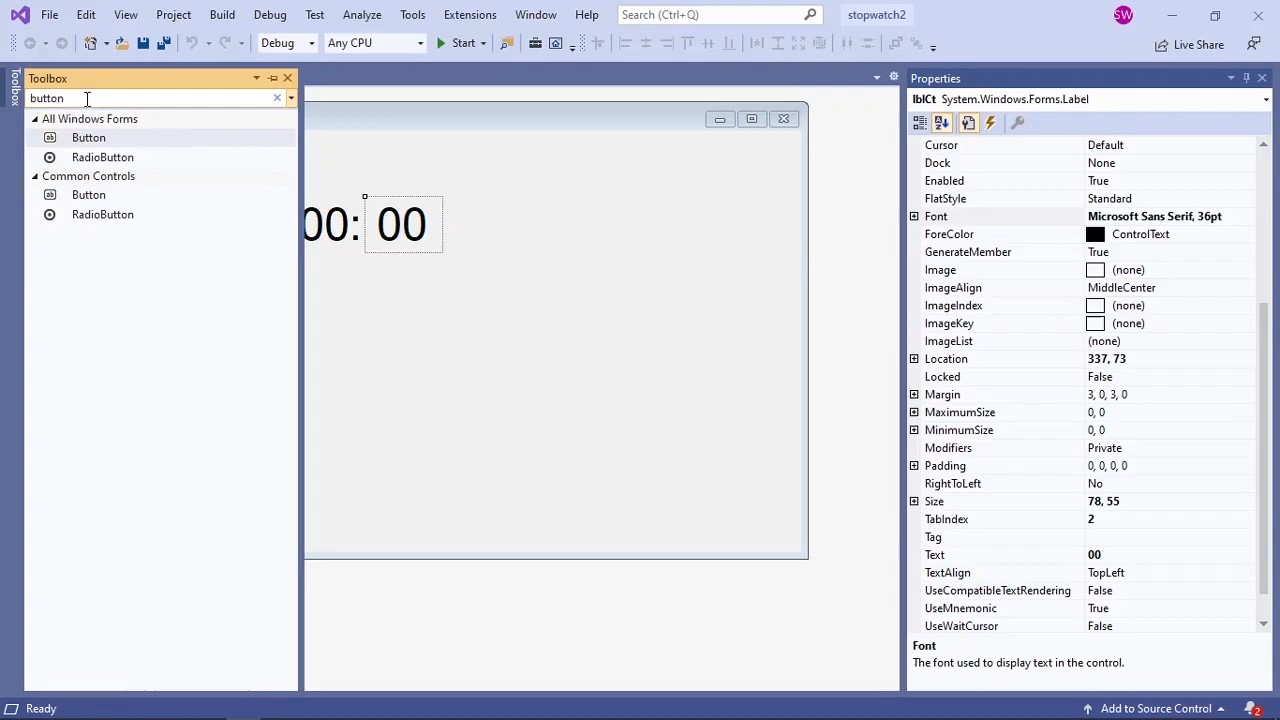 File Edit View Project Build Debug Test Analyze Tools Extensions Window Help Search (Ctrl+Q) stopwatch2 SW
Debug Any CPU Start Live Share
Toolbox
Toolbox
button
All Windows Forms
Button
RadioButton
Common Controls
Button
RadioButton
00: 00
Properties
lblCt System.Windows.Forms.Label
Cursor Default
Dock None
Enabled True
FlatStyle Standard
Font Microsoft Sans Serif, 36pt
ForeColor ControlText
GenerateMember True
Image (none)
ImageAlign MiddleCenter
ImageIndex (none)
ImageKey (none)
ImageList (none)
Location 337, 73
Locked False
Margin 3, 0, 3, 0
MaximumSize 0, 0
MinimumSize 0, 0
Modifiers Private
Padding 0, 0, 0, 0
RightToLeft No
Size 78, 55
TabIndex 2
Tag
Text 00
TextAlign TopLeft
UseCompatibleTextRendering False
UseMnemonic True
UseWaitCursor False
Font
The font used to display text in the control.
Ready Add to Source Control 2